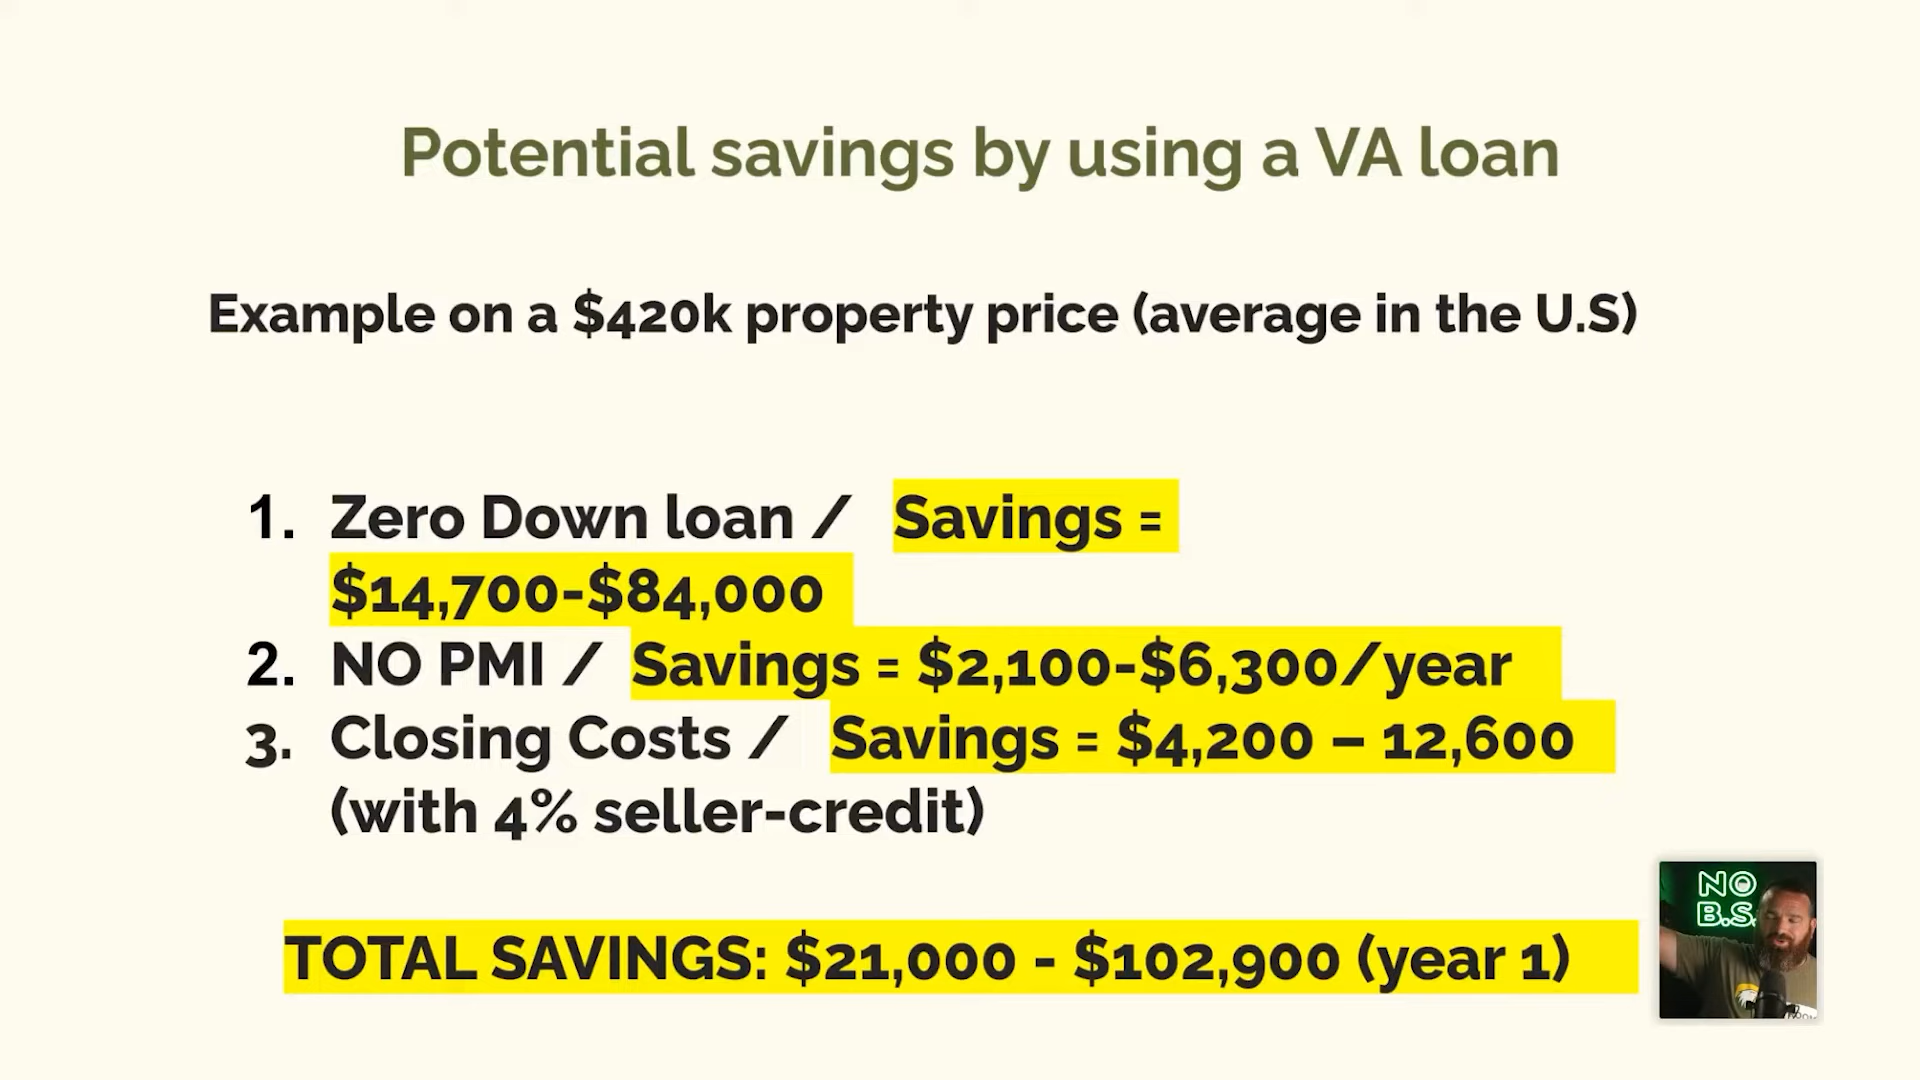 Potential savings by using a VA loan
Example on a $420k property price (average in the U.S)
1. Zero Down loan / Savings =
$14,700-$84,000
2. NO PMI / Savings = $2,100-$6,300/year
3. Closing Costs / Savings = $4,200 – 12,600
(with 4% seller-credit)
TOTAL SAVINGS: $21,000 - $102,900 (year 1)
NO
B.S.